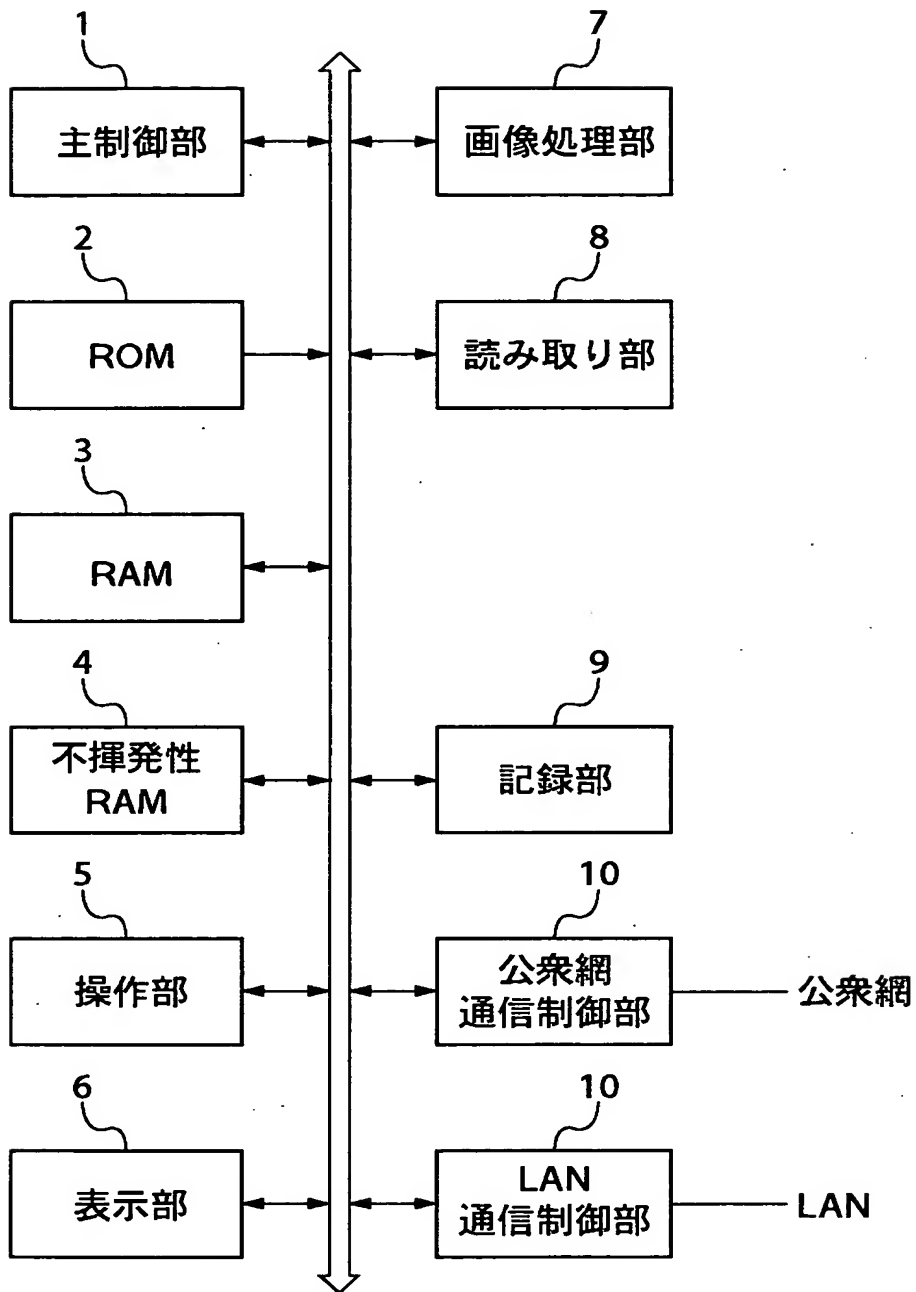 1
主制御部
2
ROM
3
RAM
4
不揮発性
RAM
5
操作部
6
表示部
7
画像処理部
8
読み取り部
9
記録部
10
公衆網
通信制御部
公衆網
10
LAN
通信制御部
LAN